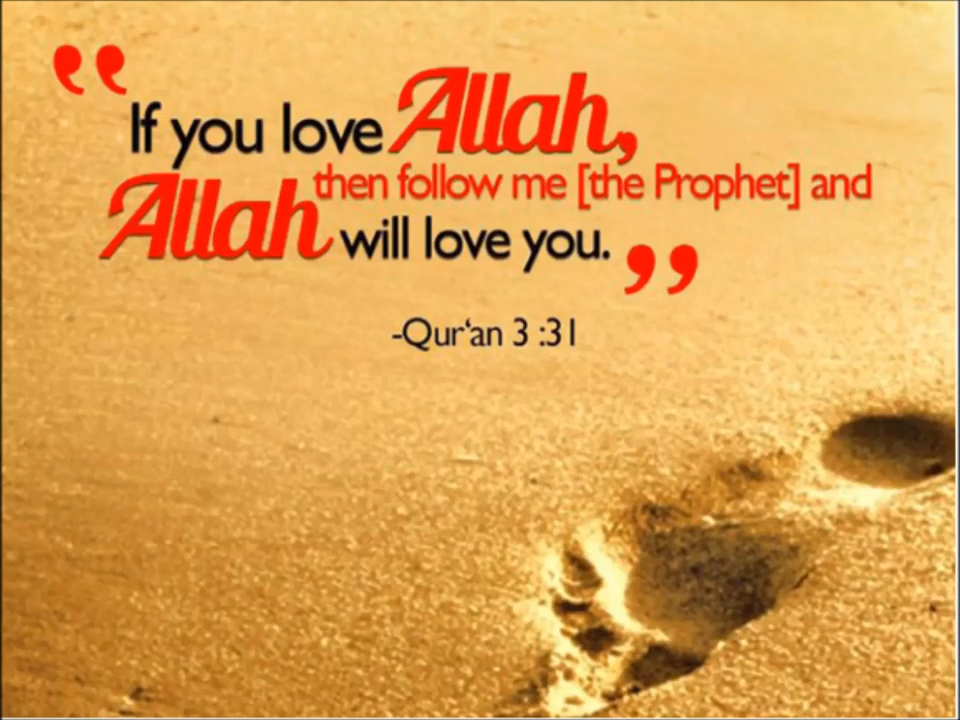 “If you love Allah,
then follow me [the Prophet] and
Allah will love you.”
-Qur‘an 3 :31